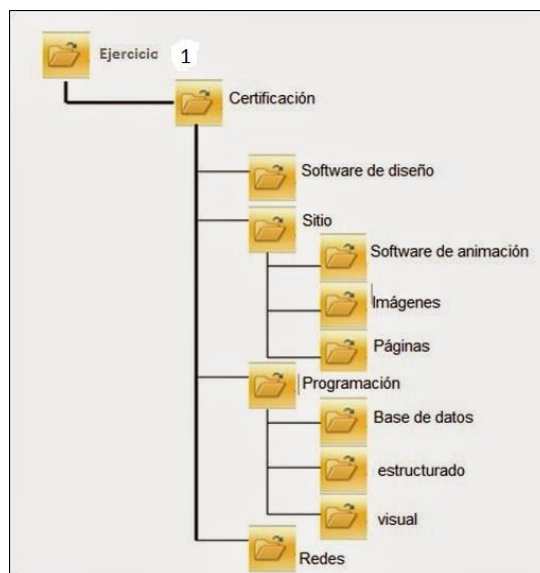 Ejercicio 1
Certificación
Software de diseño
Sitio
Software de animación
Imágenes
Páginas
Programación
Base de datos
estructurado
visual
Redes